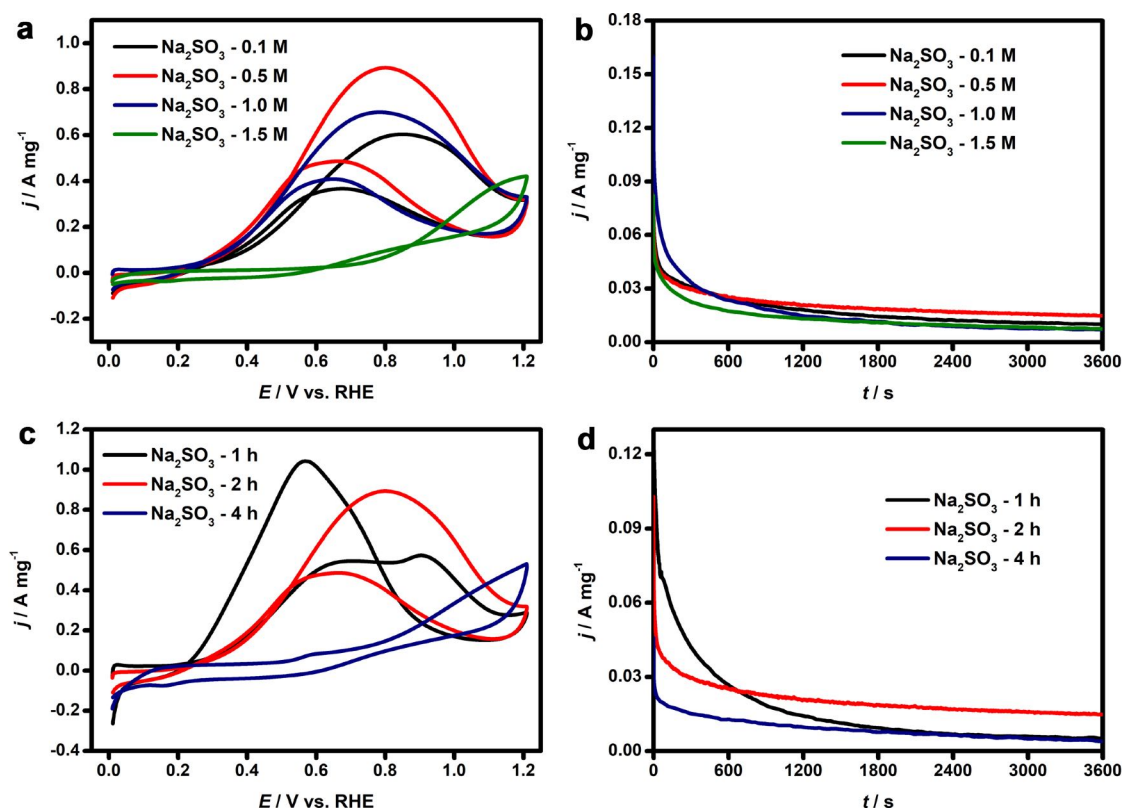 a
Na₂SO₃ - 0.1 M
Na₂SO₃ - 0.5 M
Na₂SO₃ - 1.0 M
Na₂SO₃ - 1.5 M
j / A mg⁻¹
1.0
0.8
0.6
0.4
0.2
0.0
-0.2
0.0 0.2 0.4 0.6 0.8 1.0 1.2
E / V vs. RHE
b
Na₂SO₃ - 0.1 M
Na₂SO₃ - 0.5 M
Na₂SO₃ - 1.0 M
Na₂SO₃ - 1.5 M
j / A mg⁻¹
0.18
0.15
0.12
0.09
0.06
0.03
0.00
0 600 1200 1800 2400 3000 3600
t / s
c
Na₂SO₃ - 1 h
Na₂SO₃ - 2 h
Na₂SO₃ - 4 h
j / A mg⁻¹
1.2
1.0
0.8
0.6
0.4
0.2
0.0
-0.2
-0.4
0.0 0.2 0.4 0.6 0.8 1.0 1.2
E / V vs. RHE
d
Na₂SO₃ - 1 h
Na₂SO₃ - 2 h
Na₂SO₃ - 4 h
j / A mg⁻¹
0.12
0.09
0.06
0.03
0.00
0 600 1200 1800 2400 3000 3600
t / s